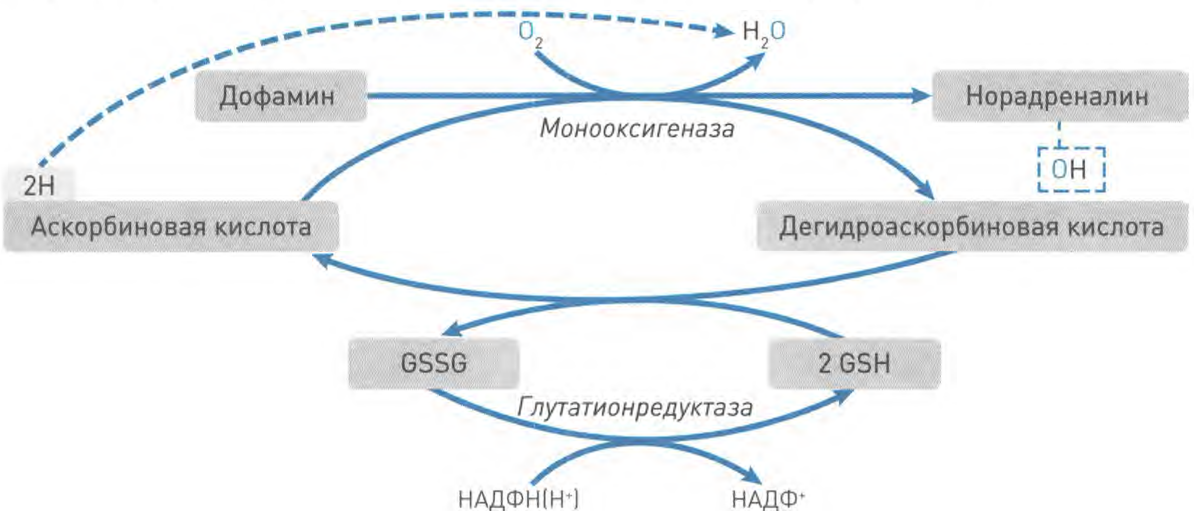 O₂
H₂O
Дофамин
Норадреналин
Монооксигеназа
OH
2H
Аскорбиновая кислота
Дегидроаскорбиновая кислота
GSSG
2 GSH
Глутатионредуктаза
НАДФН(Н⁺)
НАДФ⁺